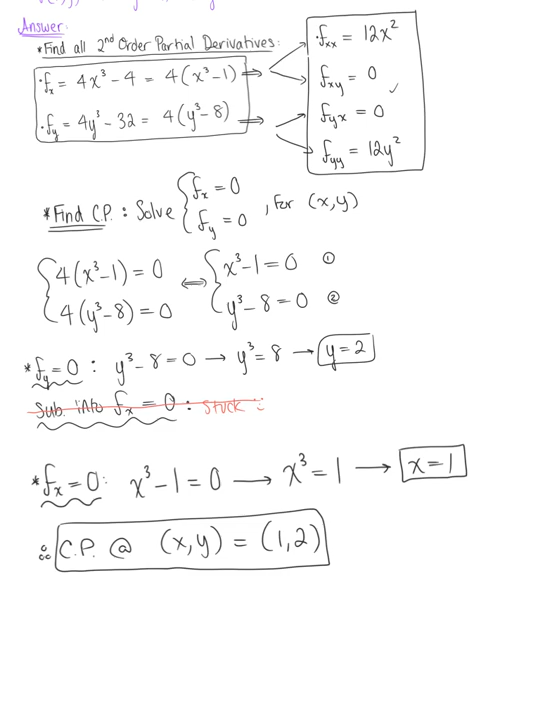 Answer:
*Find all 2nd Order Partial Derivatives:
·fx = 4x³ − 4 = 4(x³−1) ⇒
·fy = 4y³ − 32 = 4(y³−8) ⇒
·fxx = 12x²
fxy = 0 ✓
fyx = 0
fyy = 12y²
*Find C.P.: Solve { fx = 0
fy = 0 , for (x,y)
{ 4(x³−1) = 0 ⟺ { x³−1 = 0 ①
4(y³−8) = 0 y³−8 = 0 ②
*fy = 0 : y³−8 = 0 → y³ = 8 → y = 2
Sub. into fx = 0 : Stuck
*fx = 0: x³−1 = 0 → x³ = 1 → x = 1
∴ C.P. @ (x,y) = (1,2)